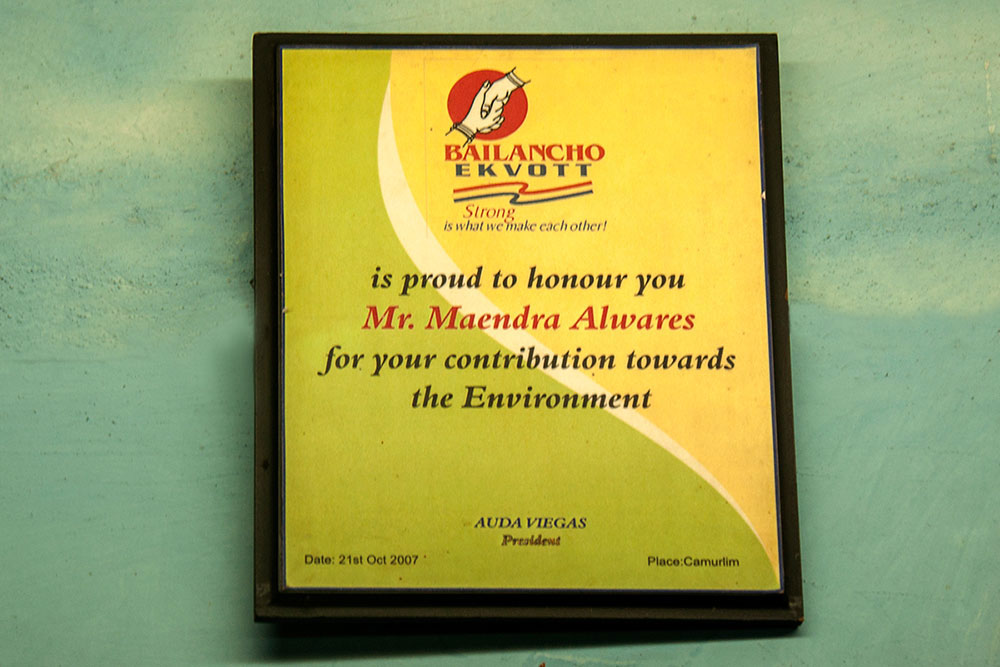 BAILANCHO
EKVOTT
Strong
is what we make each other!
is proud to honour you
Mr. Maendra Alwares
for your contribution towards
the Environment
AUDA VIEGAS
President
Date: 21st Oct 2007
Place:Camurlim